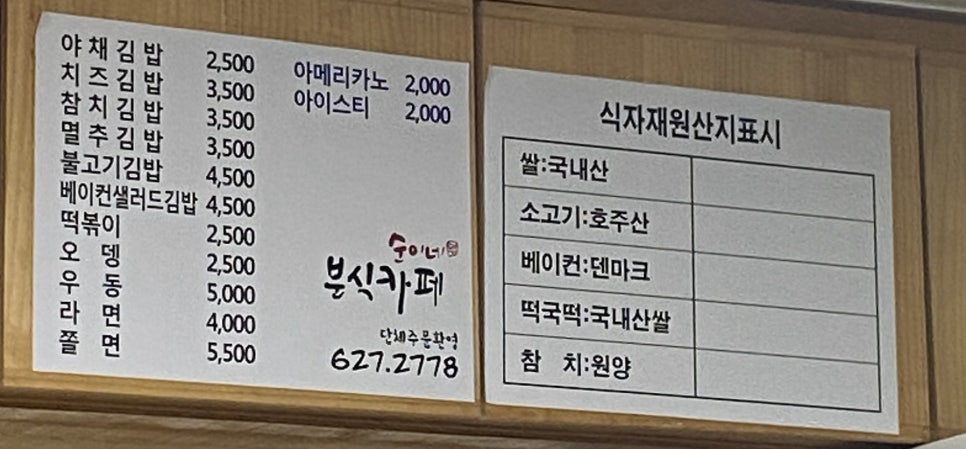 야채김밥 2,500
치즈김밥 3,500
참치김밥 3,500
멸추김밥 3,500
불고기김밥 4,500
베이컨샐러드김밥 4,500
떡볶이 2,500
오 뎅 2,500
우 동 5,000
라 면 4,000
쫄 면 5,500
아메리카노 2,000
아이스티 2,000
순이네
분식카페
단체주문환영
627.2778
식자재원산지표시
쌀:국내산
소고기:호주산
베이컨:덴마크
떡국떡:국내산쌀
참 치:원양